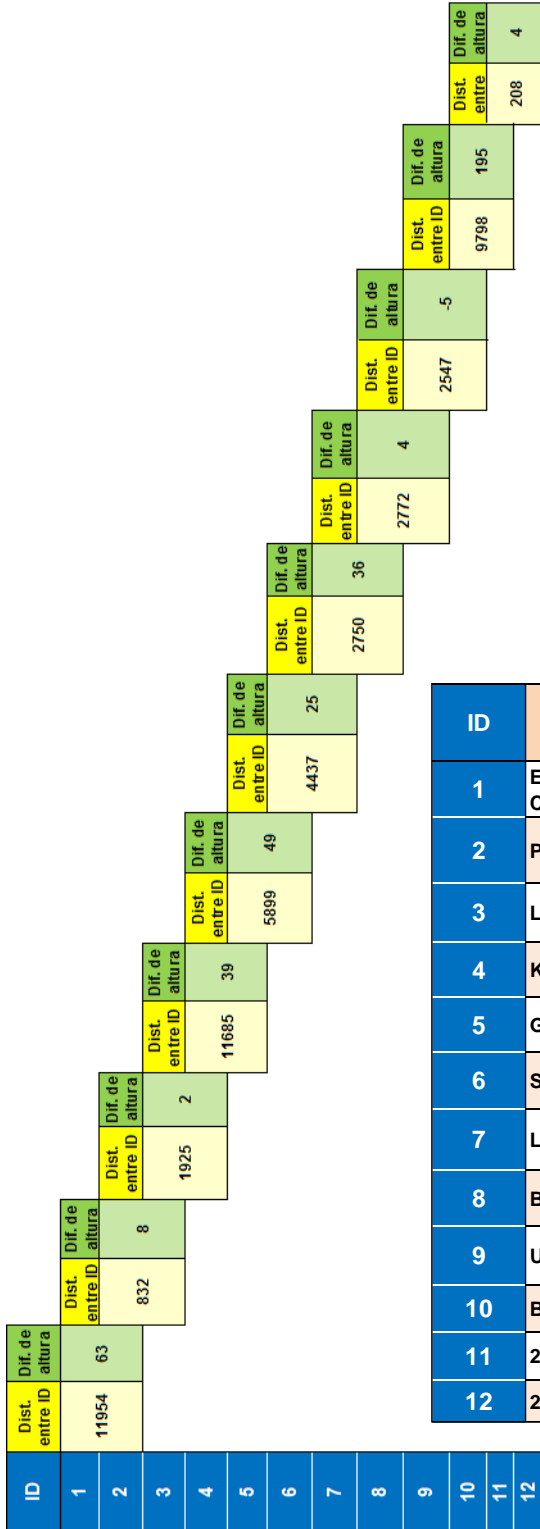 ID
Dist. entre ID
Dif. de altura
1
2
11954
63
Dist. entre ID
Dif. de altura
3
832
8
Dist. entre ID
Dif. de altura
4
1925
2
Dist. entre ID
Dif. de altura
5
6
11685
39
Dist. entre ID
Dif. de altura
7
5899
49
Dist. entre ID
Dif. de altura
8
4437
25
Dist. entre ID
Dif. de altura
9
2750
36
Dist. entre ID
Dif. de altura
10
2772
4
Dist. entre ID
Dif. de altura
11
2547
-5
Dist. entre ID
Dif. de altura
12
9798
195
Dist. entre
Dif. de altura
208
4
ID
1 E
C
2 P
3 L
4 K
5 G
6 S
7 L
8 B
9 U
10 B
11 2
12 2